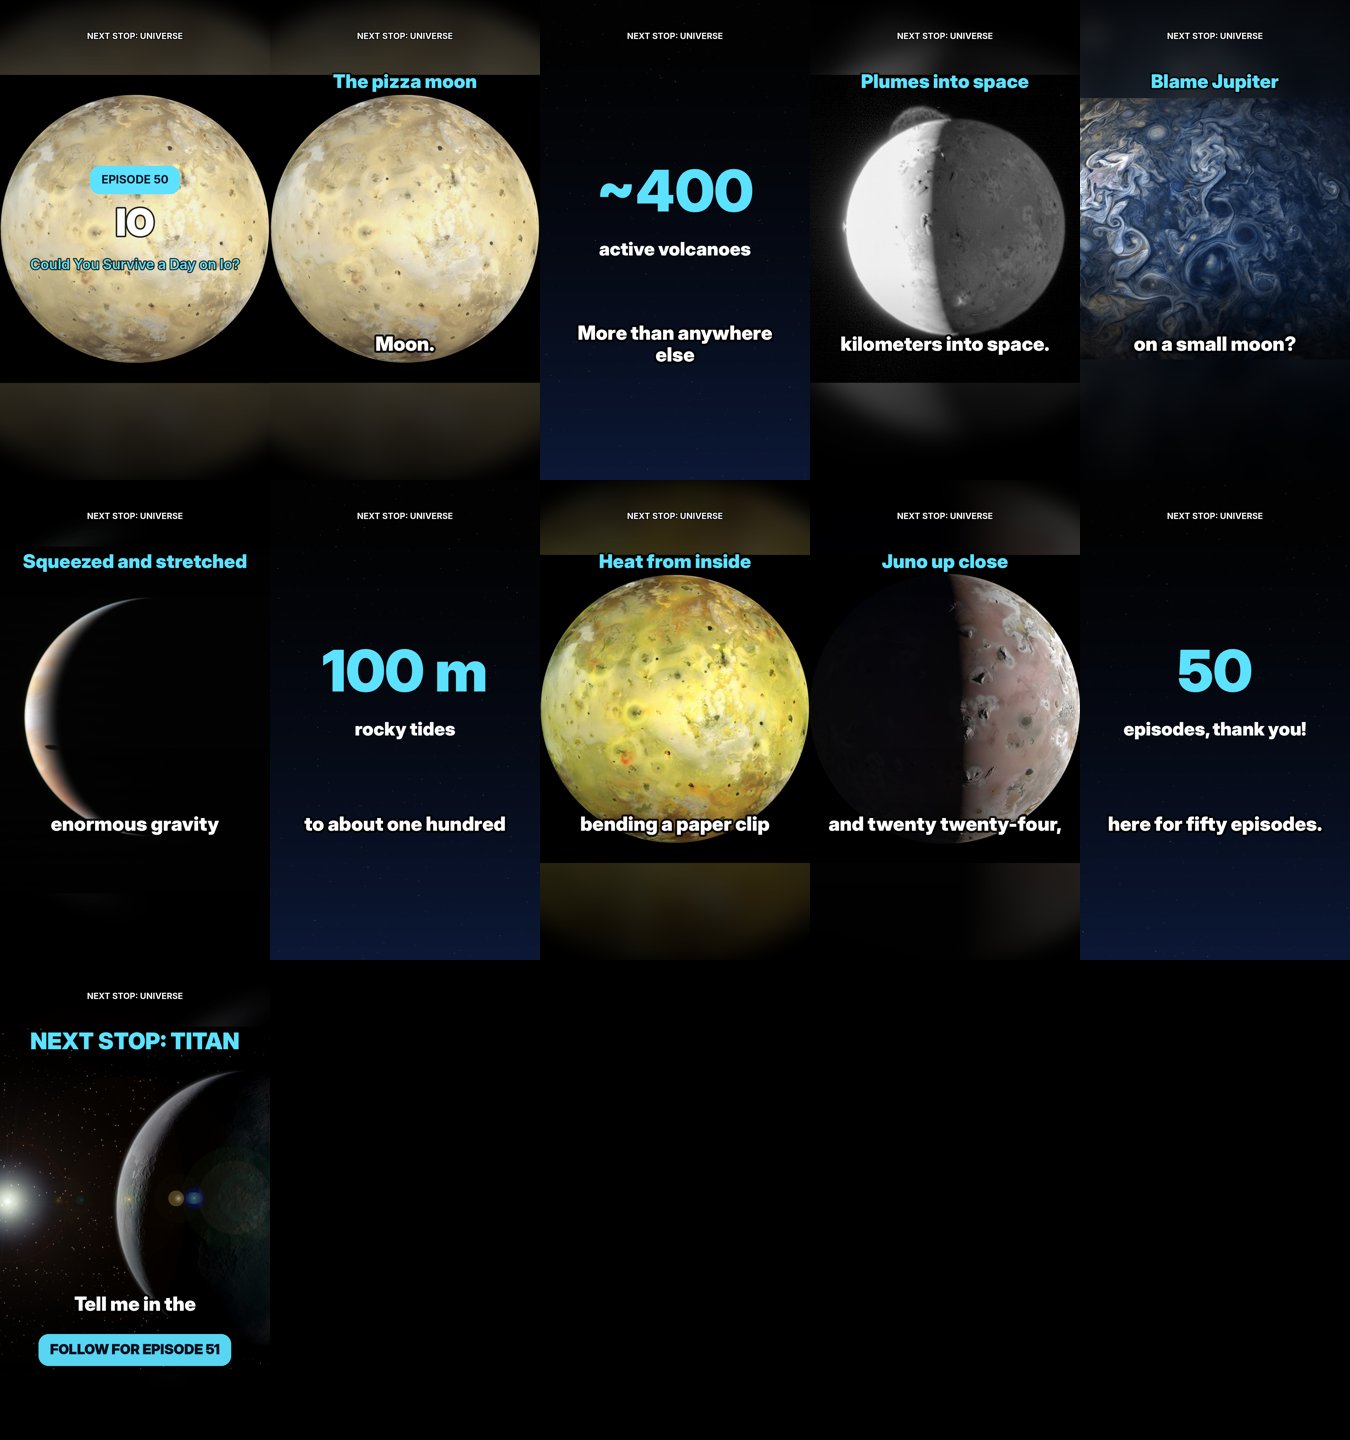 NEXT STOP: UNIVERSE
EPISODE 50
IO
Could You Survive a Day on Io?
NEXT STOP: UNIVERSE
The pizza moon
Moon.
NEXT STOP: UNIVERSE
~400
active volcanoes
More than anywhere
else
NEXT STOP: UNIVERSE
Plumes into space
kilometers into space.
NEXT STOP: UNIVERSE
Blame Jupiter
on a small moon?
NEXT STOP: UNIVERSE
Squeezed and stretched
enormous gravity
NEXT STOP: UNIVERSE
100 m
rocky tides
to about one hundred
NEXT STOP: UNIVERSE
Heat from inside
bending a paper clip
NEXT STOP: UNIVERSE
Juno up close
and twenty twenty-four,
NEXT STOP: UNIVERSE
50
episodes, thank you!
here for fifty episodes.
NEXT STOP: UNIVERSE
NEXT STOP: TITAN
Tell me in the
FOLLOW FOR EPISODE 51